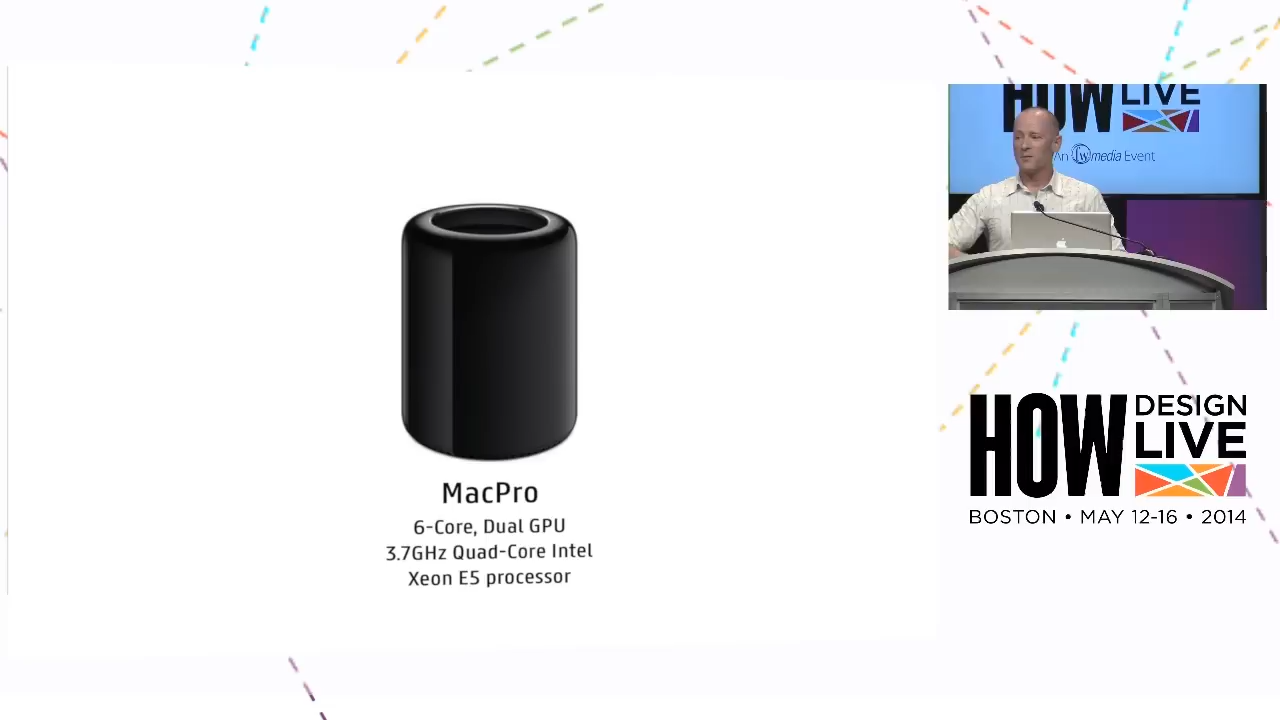 MacPro
6-Core, Dual GPU
3.7GHz Quad-Core Intel
Xeon E5 processor
HOW LIVE
An fwmedia Event
HOW DESIGN
LIVE
BOSTON • MAY 12-16 • 2014